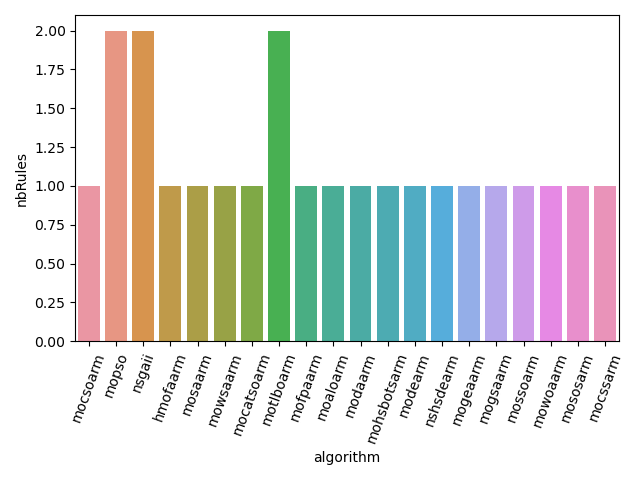 2.00
1.75
1.50
1.25
1.00
0.75
0.50
0.25
0.00
nbRules
mocsoarm
mopso
nsgaii
hmofaarm
mosaarm
mowsaarm
mocatsoarm
motlboarm
mofpaarm
moaloarm
modaarm
mohsbotsarm
modearm
nshsdearm
mogeaarm
mogsaarm
mossoarm
mowoaarm
mososarm
mocssarm
algorithm